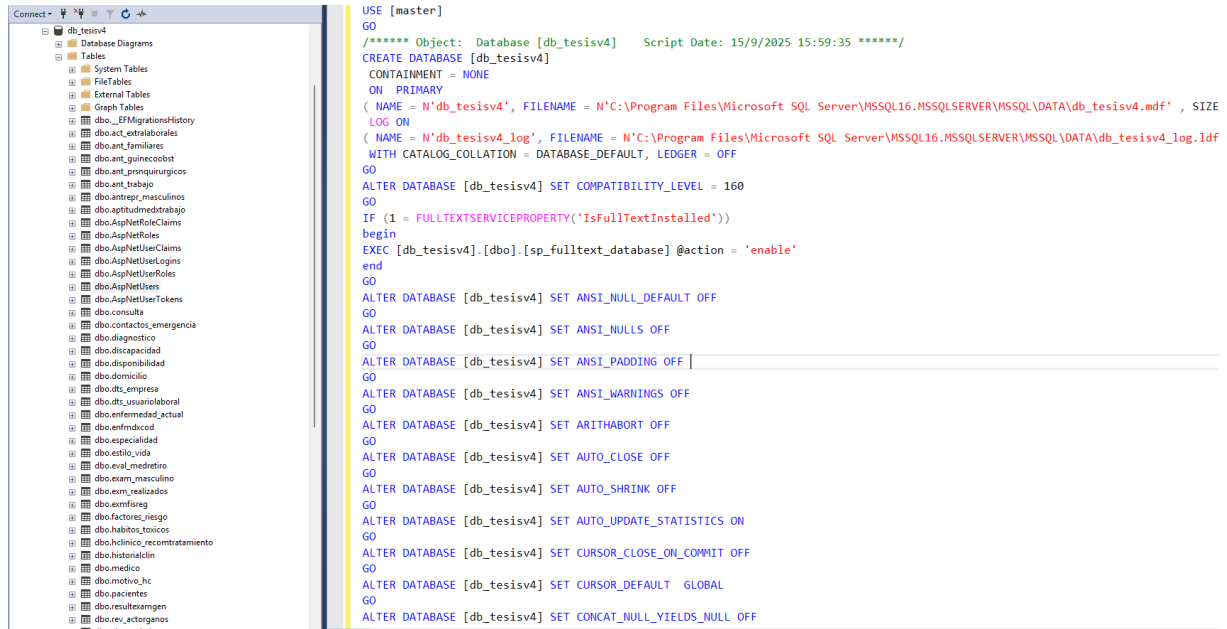 Connect
db_tesisv4
Database Diagrams
Tables
System Tables
FileTables
External Tables
Graph Tables
dbo.__EFMigrationsHistory
dbo.act_extralaborales
dbo.ant_familiares
dbo.ant_guinecoobst
dbo.ant_prsnquirurgicos
dbo.ant_trabajo
dbo.antrepr_masculinos
dbo.aptitudmedxtrabajo
dbo.AspNetRoleClaims
dbo.AspNetRoles
dbo.AspNetUserClaims
dbo.AspNetUserLogins
dbo.AspNetUserRoles
dbo.AspNetUsers
dbo.AspNetUserTokens
dbo.consulta
dbo.contactos_emergencia
dbo.diagnostico
dbo.discapacidad
dbo.disponibilidad
dbo.domicilio
dbo.dts_empresa
dbo.dts_usuariolaboral
dbo.enfermedad_actual
dbo.enfmdxcod
dbo.especialidad
dbo.estilo_vida
dbo.eval_medretiro
dbo.exam_masculino
dbo.exm_realizados
dbo.exmfisreg
dbo.factores_riesgo
dbo.habitos_toxicos
dbo.hclinico_recomtratamiento
dbo.historialclin
dbo.medico
dbo.motivo_hc
dbo.pacientes
dbo.resultexamgen
dbo.rev_actorganos
USE [master]
GO
/****** Object:  Database [db_tesisv4]    Script Date: 15/9/2025 15:59:35 ******/
CREATE DATABASE [db_tesisv4]
CONTAINMENT = NONE
ON  PRIMARY
( NAME = N'db_tesisv4', FILENAME = N'C:\Program Files\Microsoft SQL Server\MSSQL16.MSSQLSERVER\MSSQL\DATA\db_tesisv4.mdf' , SIZE
LOG ON
( NAME = N'db_tesisv4_log', FILENAME = N'C:\Program Files\Microsoft SQL Server\MSSQL16.MSSQLSERVER\MSSQL\DATA\db_tesisv4_log.ldf
WITH CATALOG_COLLATION = DATABASE_DEFAULT, LEDGER = OFF
GO
ALTER DATABASE [db_tesisv4] SET COMPATIBILITY_LEVEL = 160
GO
IF (1 = FULLTEXTSERVICEPROPERTY('IsFullTextInstalled'))
begin
EXEC [db_tesisv4].[dbo].[sp_fulltext_database] @action = 'enable'
end
GO
ALTER DATABASE [db_tesisv4] SET ANSI_NULL_DEFAULT OFF
GO
ALTER DATABASE [db_tesisv4] SET ANSI_NULLS OFF
GO
ALTER DATABASE [db_tesisv4] SET ANSI_PADDING OFF
GO
ALTER DATABASE [db_tesisv4] SET ANSI_WARNINGS OFF
GO
ALTER DATABASE [db_tesisv4] SET ARITHABORT OFF
GO
ALTER DATABASE [db_tesisv4] SET AUTO_CLOSE OFF
GO
ALTER DATABASE [db_tesisv4] SET AUTO_SHRINK OFF
GO
ALTER DATABASE [db_tesisv4] SET AUTO_UPDATE_STATISTICS ON
GO
ALTER DATABASE [db_tesisv4] SET CURSOR_CLOSE_ON_COMMIT OFF
GO
ALTER DATABASE [db_tesisv4] SET CURSOR_DEFAULT  GLOBAL
GO
ALTER DATABASE [db_tesisv4] SET CONCAT_NULL_YIELDS_NULL OFF